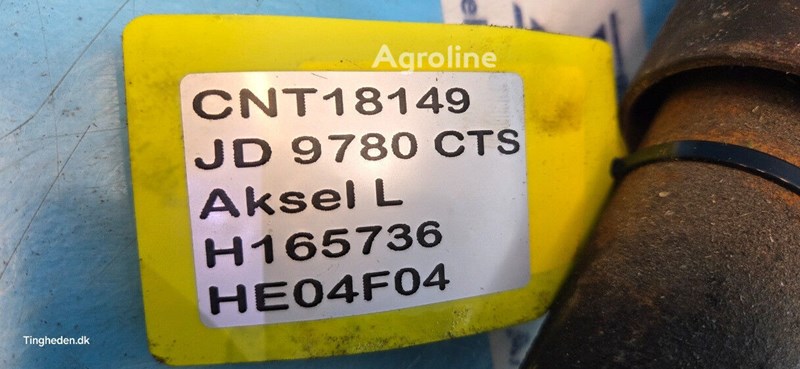 Agroline
CNT18149
JD 9780 CTS
Aksel L
H165736
HE04F04
Tingheden.dk